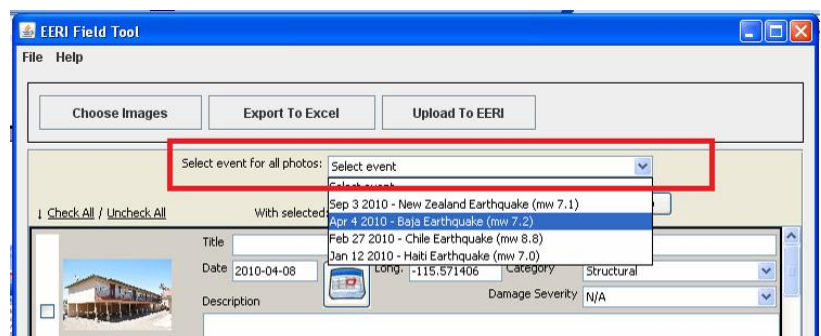 EERI Field Tool
File Help
Choose Images Export To Excel Upload To EERI
Select event for all photos: Select event
Select event
Sep 3 2010 - New Zealand Earthquake (mw 7.1)
↓ Check All / Uncheck All With selected:
Apr 4 2010 - Baja Earthquake (mw 7.2)
Feb 27 2010 - Chile Earthquake (mw 8.8)
Title
Jan 12 2010 - Haiti Earthquake (mw 7.0)
Date 2010-04-08 Long. -115.571406 Category Structural
Description Damage Severity N/A